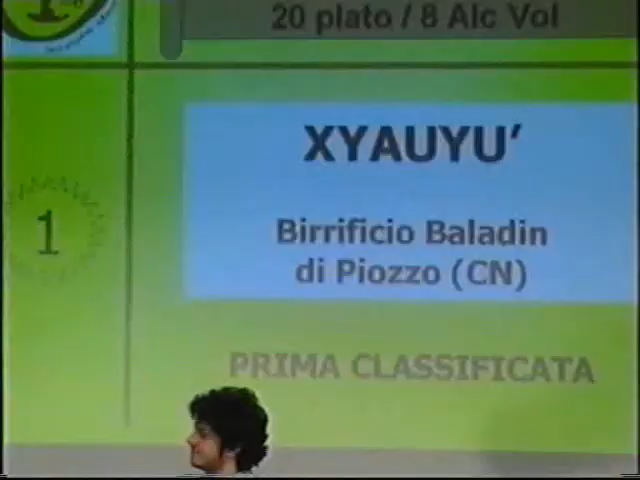 20 plato / 8 Alc Vol
XYAUYU'
1
Birrificio Baladin
di Piozzo (CN)
PRIMA CLASSIFICATA